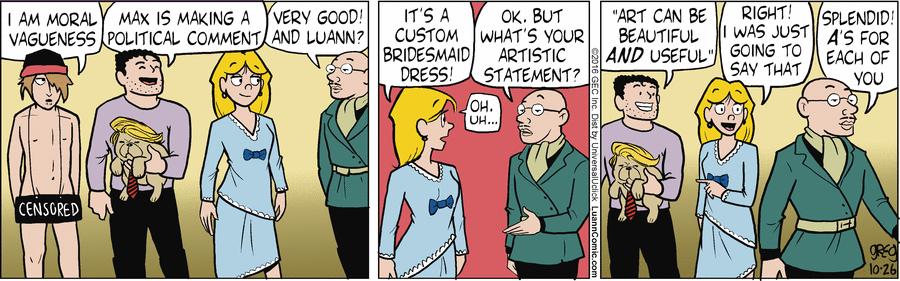 I AM MORAL
VAGUENESS
MAX IS MAKING A
POLITICAL COMMENT
VERY GOOD!
AND LUANN?
CENSORED
IT'S A
CUSTOM
BRIDESMAID
DRESS!
OH.
UH...
OK. BUT
WHAT'S YOUR
ARTISTIC
STATEMENT?
©2016 GEC Inc. Dist by UniversalUclick LuannComic.com
"ART CAN BE
BEAUTIFUL
AND USEFUL"
RIGHT!
I WAS JUST
GOING TO
SAY THAT
SPLENDID!
A'S FOR
EACH OF
YOU
GREG
10·26